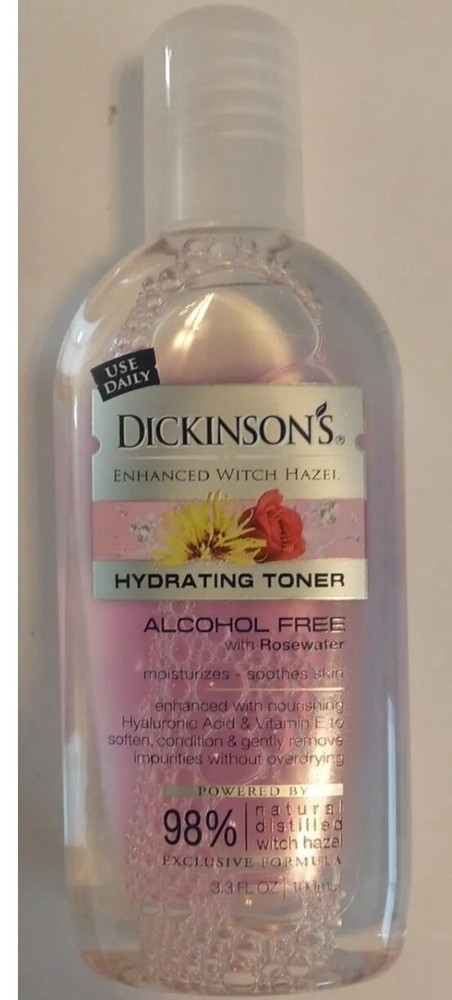 USE
DAILY
DICKINSON'S®
ENHANCED WITCH HAZEL
HYDRATING TONER
ALCOHOL FREE
with Rosewater
moisturizes - soothes skin
enhanced with nourishing
Hyaluronic Acid & Vitamin E to
soften, condition & gently remove
impurities without overdrying
POWERED BY
98% natural
distilled
witch hazel
EXCLUSIVE FORMULA
3.3 FL OZ | 100mL